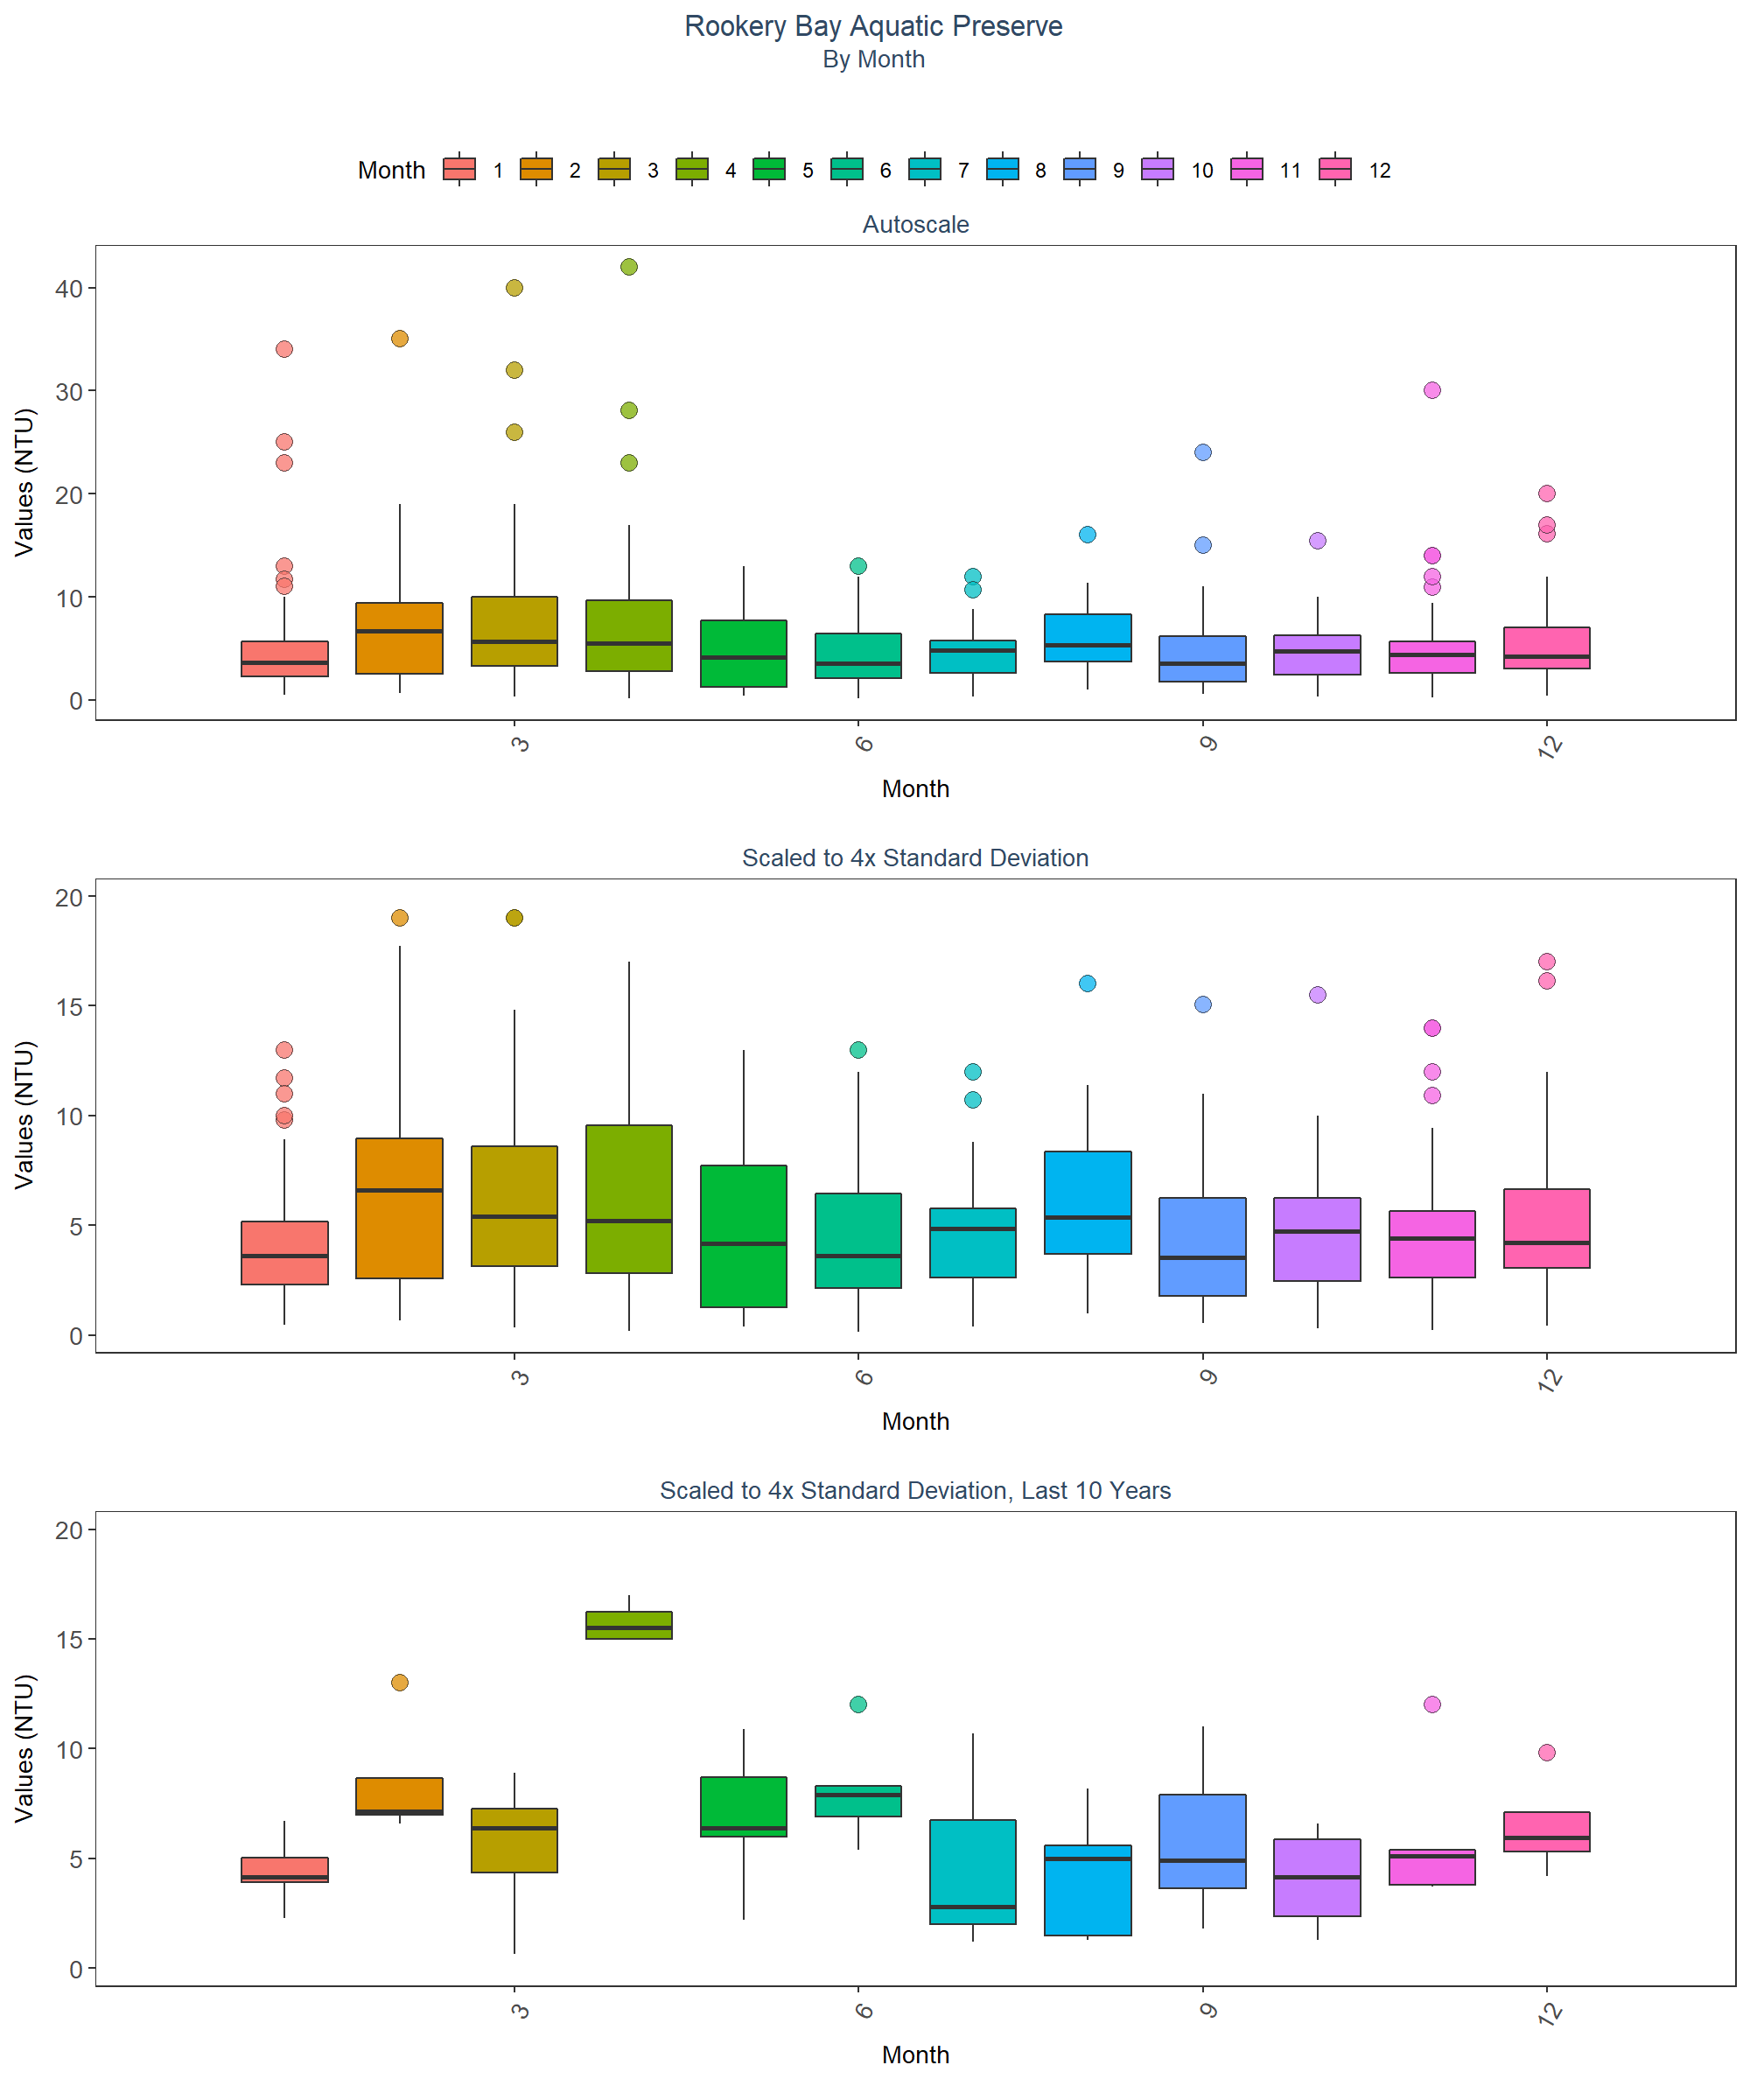 Rookery Bay Aquatic Preserve
By Month
Month 1 2 3 4 5 6 7 8 9 10 11 12
Autoscale
Values (NTU)
40
30
20
10
0
3 6 9 12
Month
Scaled to 4x Standard Deviation
Values (NTU)
20
15
10
5
0
3 6 9 12
Month
Scaled to 4x Standard Deviation, Last 10 Years
Values (NTU)
20
15
10
5
0
3 6 9 12
Month